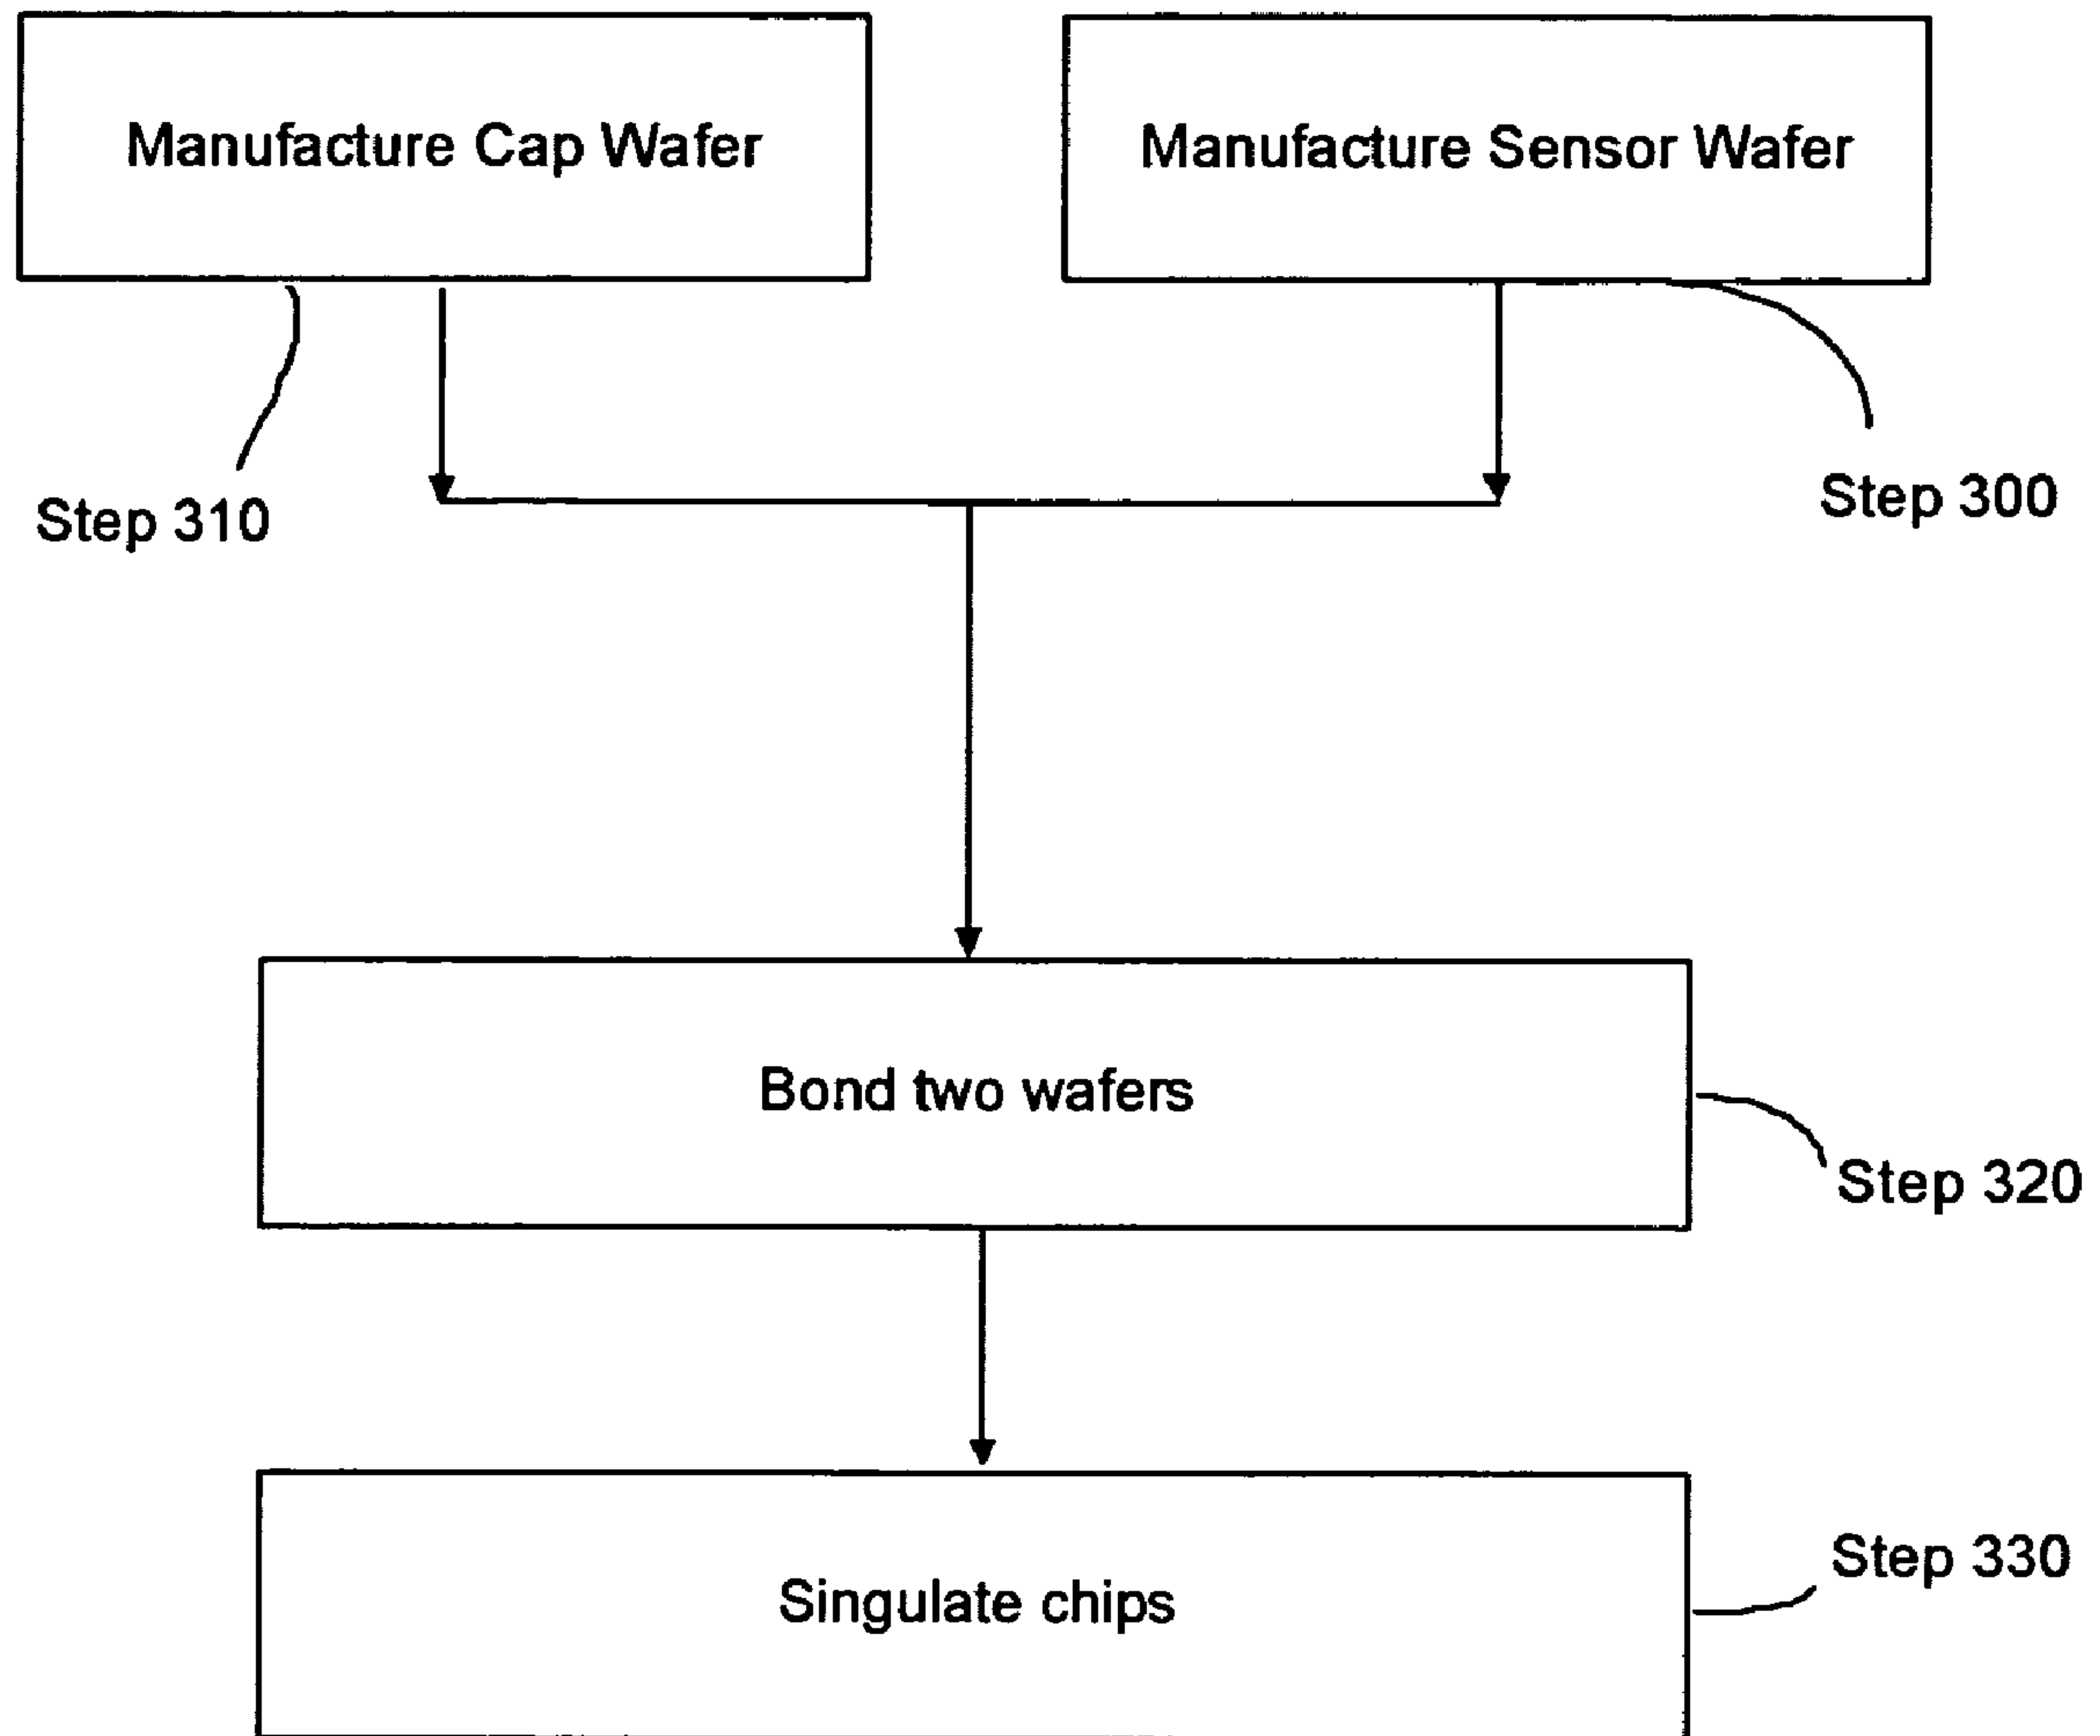 Manufacture Cap Wafer
Manufacture Sensor Wafer
Step 310
Step 300
Bond two wafers
Step 320
Singulate chips
Step 330